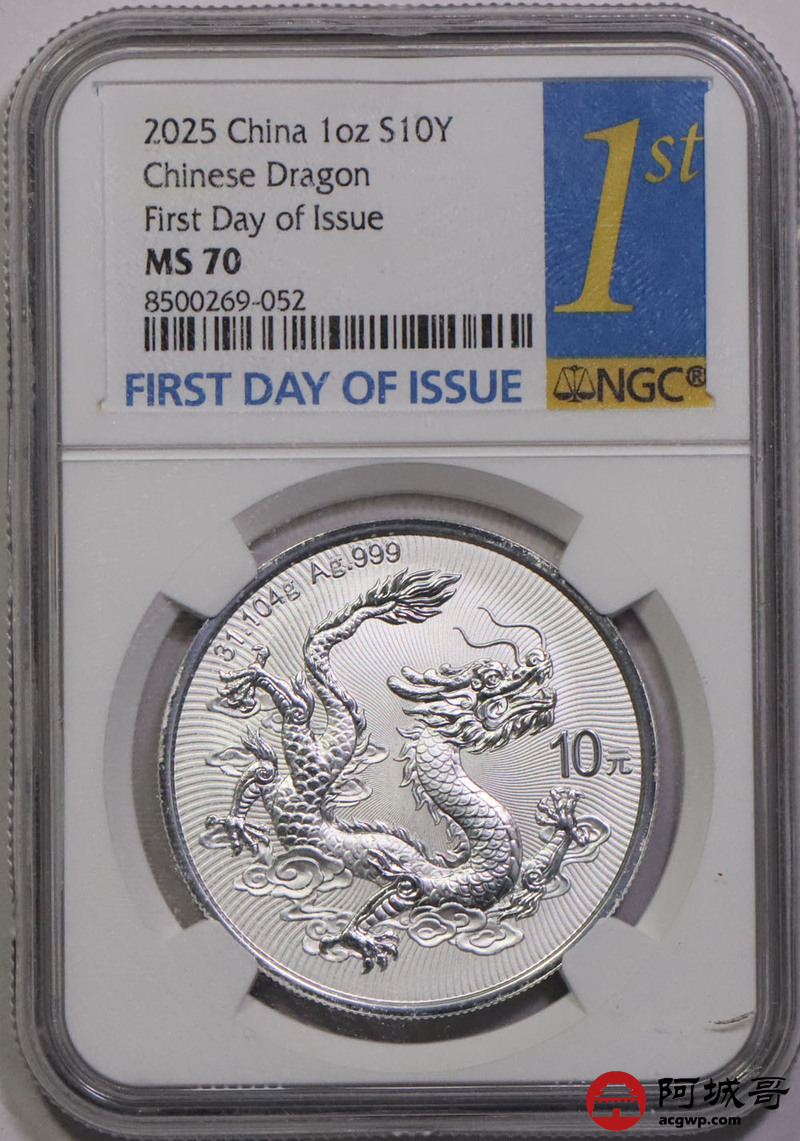 2025 China 1oz S10Y
Chinese Dragon
First Day of Issue
MS 70
8500269-052
FIRST DAY OF ISSUE
1st
NGC®
31.104g Ag.999
10元
阿城哥
acgwp.com